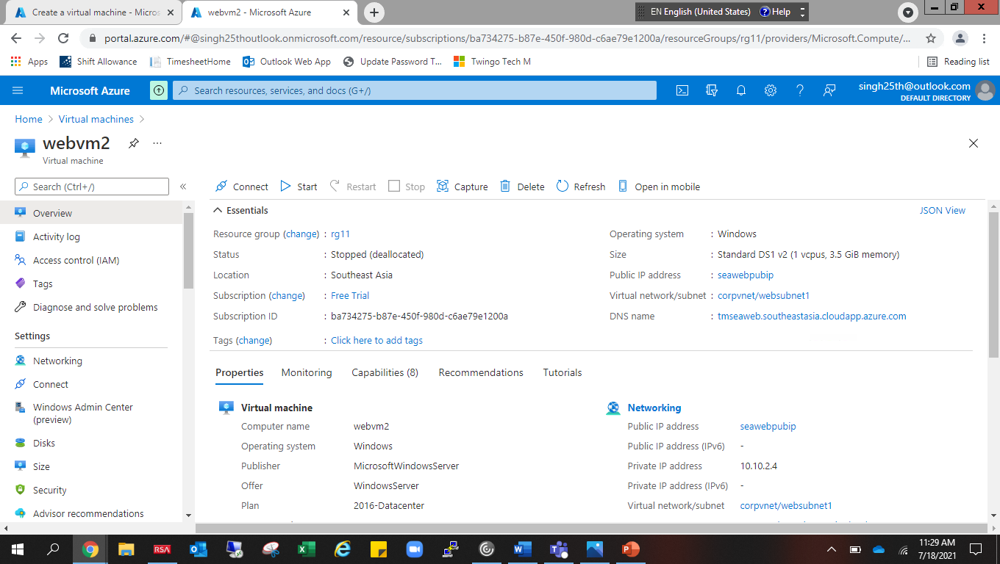 Create a virtual machine - Micros
webvm2 - Microsoft Azure
EN English (United States) Help
portal.azure.com/#@singh25thoutlook.onmicrosoft.com/resource/subscriptions/ba734275-b87e-450f-980d-c6ae79e1200a/resourceGroups/rg11/providers/Microsoft.Compute/...
Apps Shift Allowance TimesheetHome Outlook Web App Update Password T... Twingo Tech M Reading list
Microsoft Azure Search resources, services, and docs (G+/) singh25th@outlook.com
DEFAULT DIRECTORY
Home > Virtual machines >
webvm2 ...
Virtual machine
Search (Ctrl+/) «
Connect Start Restart Stop Capture Delete Refresh Open in mobile
Overview
Activity log
Access control (IAM)
Tags
Diagnose and solve problems
Settings
Networking
Connect
Windows Admin Center
(preview)
Disks
Size
Security
Advisor recommendations
Essentials JSON View
Resource group (change) : rg11
Status : Stopped (deallocated)
Location : Southeast Asia
Subscription (change) : Free Trial
Subscription ID : ba734275-b87e-450f-980d-c6ae79e1200a
Tags (change) : Click here to add tags
Operating system : Windows
Size : Standard DS1 v2 (1 vcpus, 3.5 GiB memory)
Public IP address : seawebpubip
Virtual network/subnet : corpvnet/websubnet1
DNS name : tmseaweb.southeastasia.cloudapp.azure.com
Properties Monitoring Capabilities (8) Recommendations Tutorials
Virtual machine
Computer name webvm2
Operating system Windows
Publisher MicrosoftWindowsServer
Offer WindowsServer
Plan 2016-Datacenter
Networking
Public IP address seawebpubip
Public IP address (IPv6) -
Private IP address 10.10.2.4
Private IP address (IPv6) -
Virtual network/subnet corpvnet/websubnet1
RSA
11:29 AM
7/18/2021